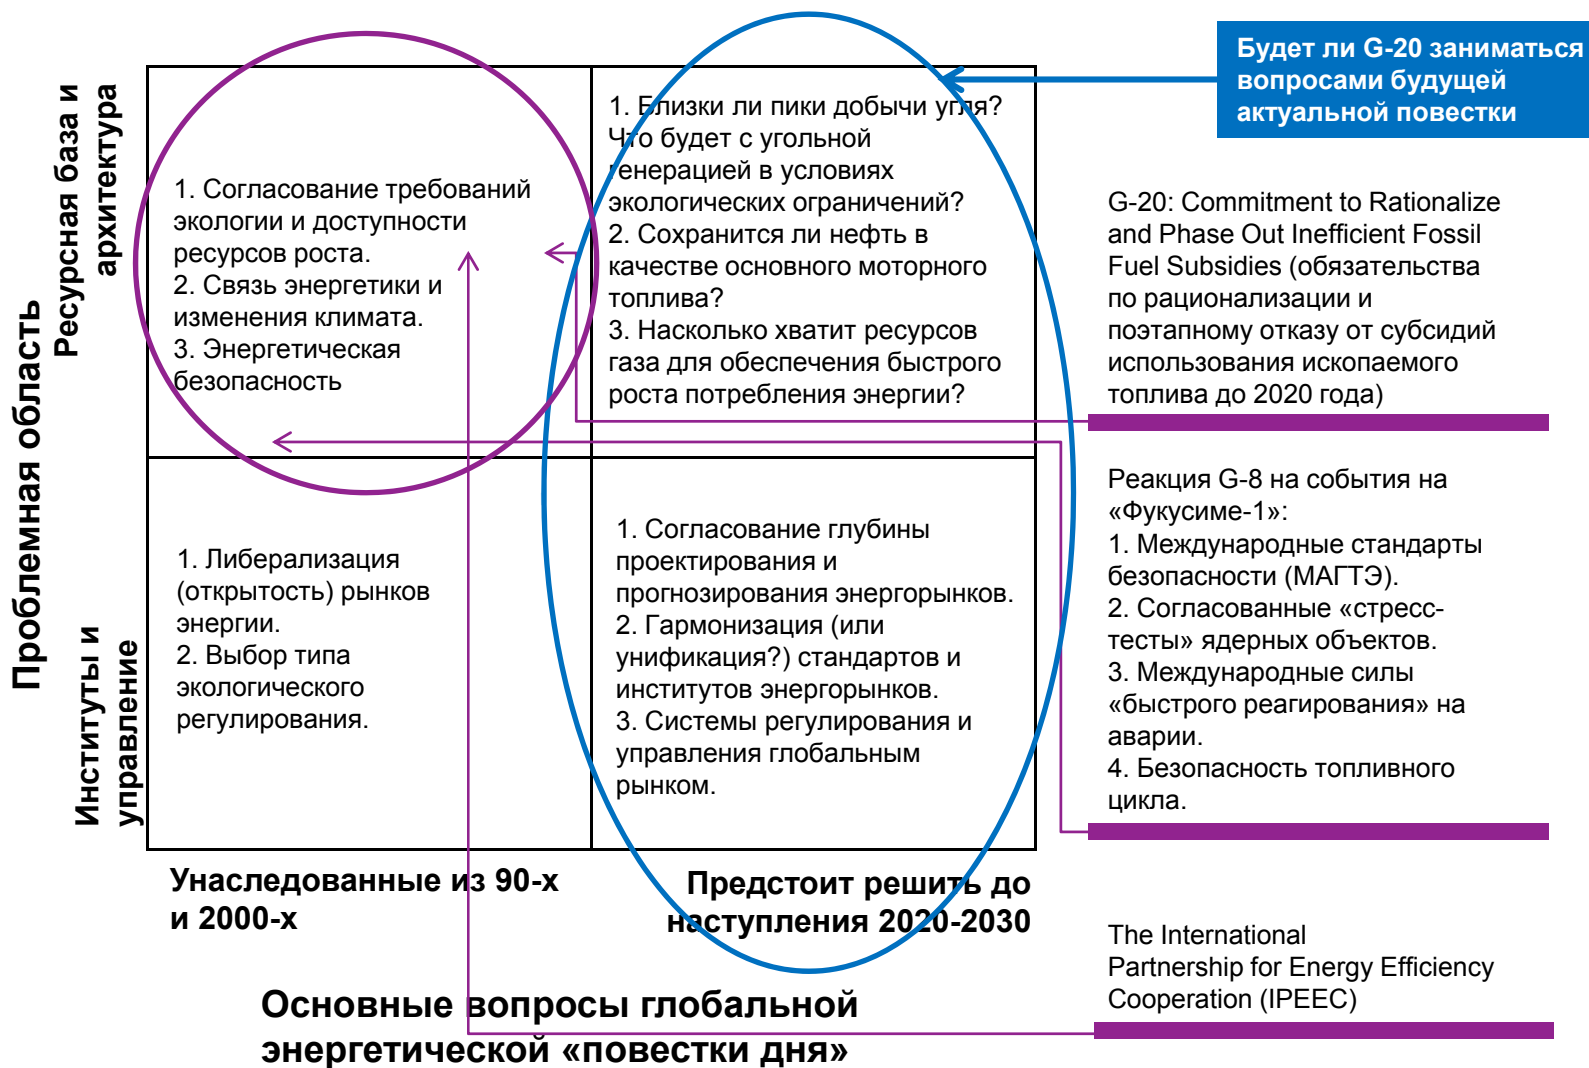 Будет ли G-20 заниматься
вопросами будущей
актуальной повестки
Проблемная область
Ресурсная база и
архитектура
1. Согласование требований
экологии и доступности
ресурсов роста.
2. Связь энергетики и
изменения климата.
3. Энергетическая
безопасность
1. Близки ли пики добычи угля?
Что будет с угольной
генерацией в условиях
экологических ограничений?
2. Сохранится ли нефть в
качестве основного моторного
топлива?
3. Насколько хватит ресурсов
газа для обеспечения быстрого
роста потребления энергии?
G-20: Commitment to Rationalize
and Phase Out Inefficient Fossil
Fuel Subsidies (обязательства
по рационализации и
поэтапному отказу от субсидий
использования ископаемого
топлива до 2020 года)
Институты и
управление
1. Либерализация
(открытость) рынков
энергии.
2. Выбор типа
экологического
регулирования.
1. Согласование глубины
проектирования и
прогнозирования энергорынков.
2. Гармонизация (или
унификация?) стандартов и
институтов энергорынков.
3. Системы регулирования и
управления глобальным
рынком.
Реакция G-8 на события на
«Фукусиме-1»:
1. Международные стандарты
безопасности (МАГТЭ).
2. Согласованные «стресс-
тесты» ядерных объектов.
3. Международные силы
«быстрого реагирования» на
аварии.
4. Безопасность топливного
цикла.
Унаследованные из 90-х
и 2000-х
Предстоит решить до
наступления 2020-2030
The International
Partnership for Energy Efficiency
Cooperation (IPEEC)
Основные вопросы глобальной
энергетической «повестки дня»